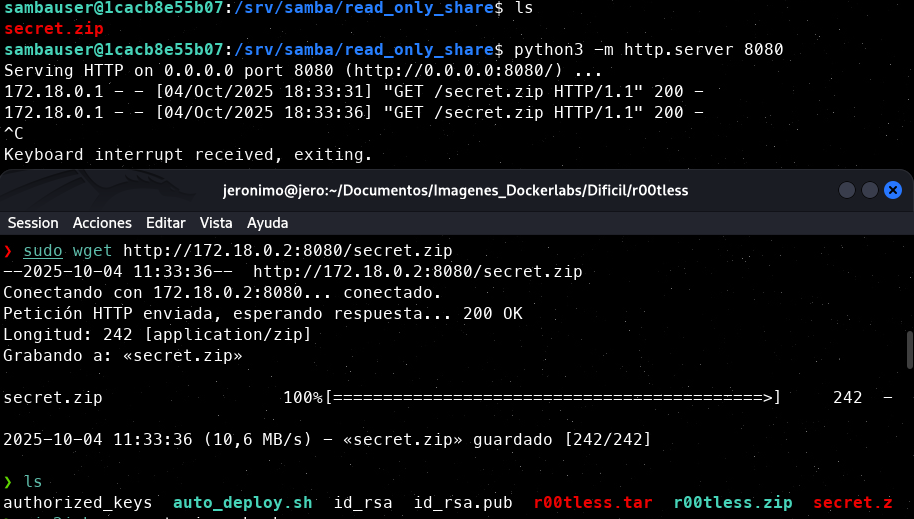 sambauser@1cacb8e55b07:/srv/samba/read_only_share$ ls
secret.zip
sambauser@1cacb8e55b07:/srv/samba/read_only_share$ python3 -m http.server 8080
Serving HTTP on 0.0.0.0 port 8080 (http://0.0.0.0:8080/) ...
172.18.0.1 - - [04/Oct/2025 18:33:31] "GET /secret.zip HTTP/1.1" 200 -
172.18.0.1 - - [04/Oct/2025 18:33:36] "GET /secret.zip HTTP/1.1" 200 -
^C
Keyboard interrupt received, exiting.
jeronimo@jero:~/Documentos/Imagenes_Dockerlabs/Dificil/r00tless
Session Acciones Editar Vista Ayuda
❯ sudo wget http://172.18.0.2:8080/secret.zip
--2025-10-04 11:33:36-- http://172.18.0.2:8080/secret.zip
Conectando con 172.18.0.2:8080... conectado.
Petición HTTP enviada, esperando respuesta... 200 OK
Longitud: 242 [application/zip]
Grabando a: «secret.zip»
secret.zip 100%[===========================================>] 242 -
2025-10-04 11:33:36 (10,6 MB/s) - «secret.zip» guardado [242/242]
❯ ls
authorized_keys auto_deploy.sh id_rsa id_rsa.pub r00tless.tar r00tless.zip secret.z